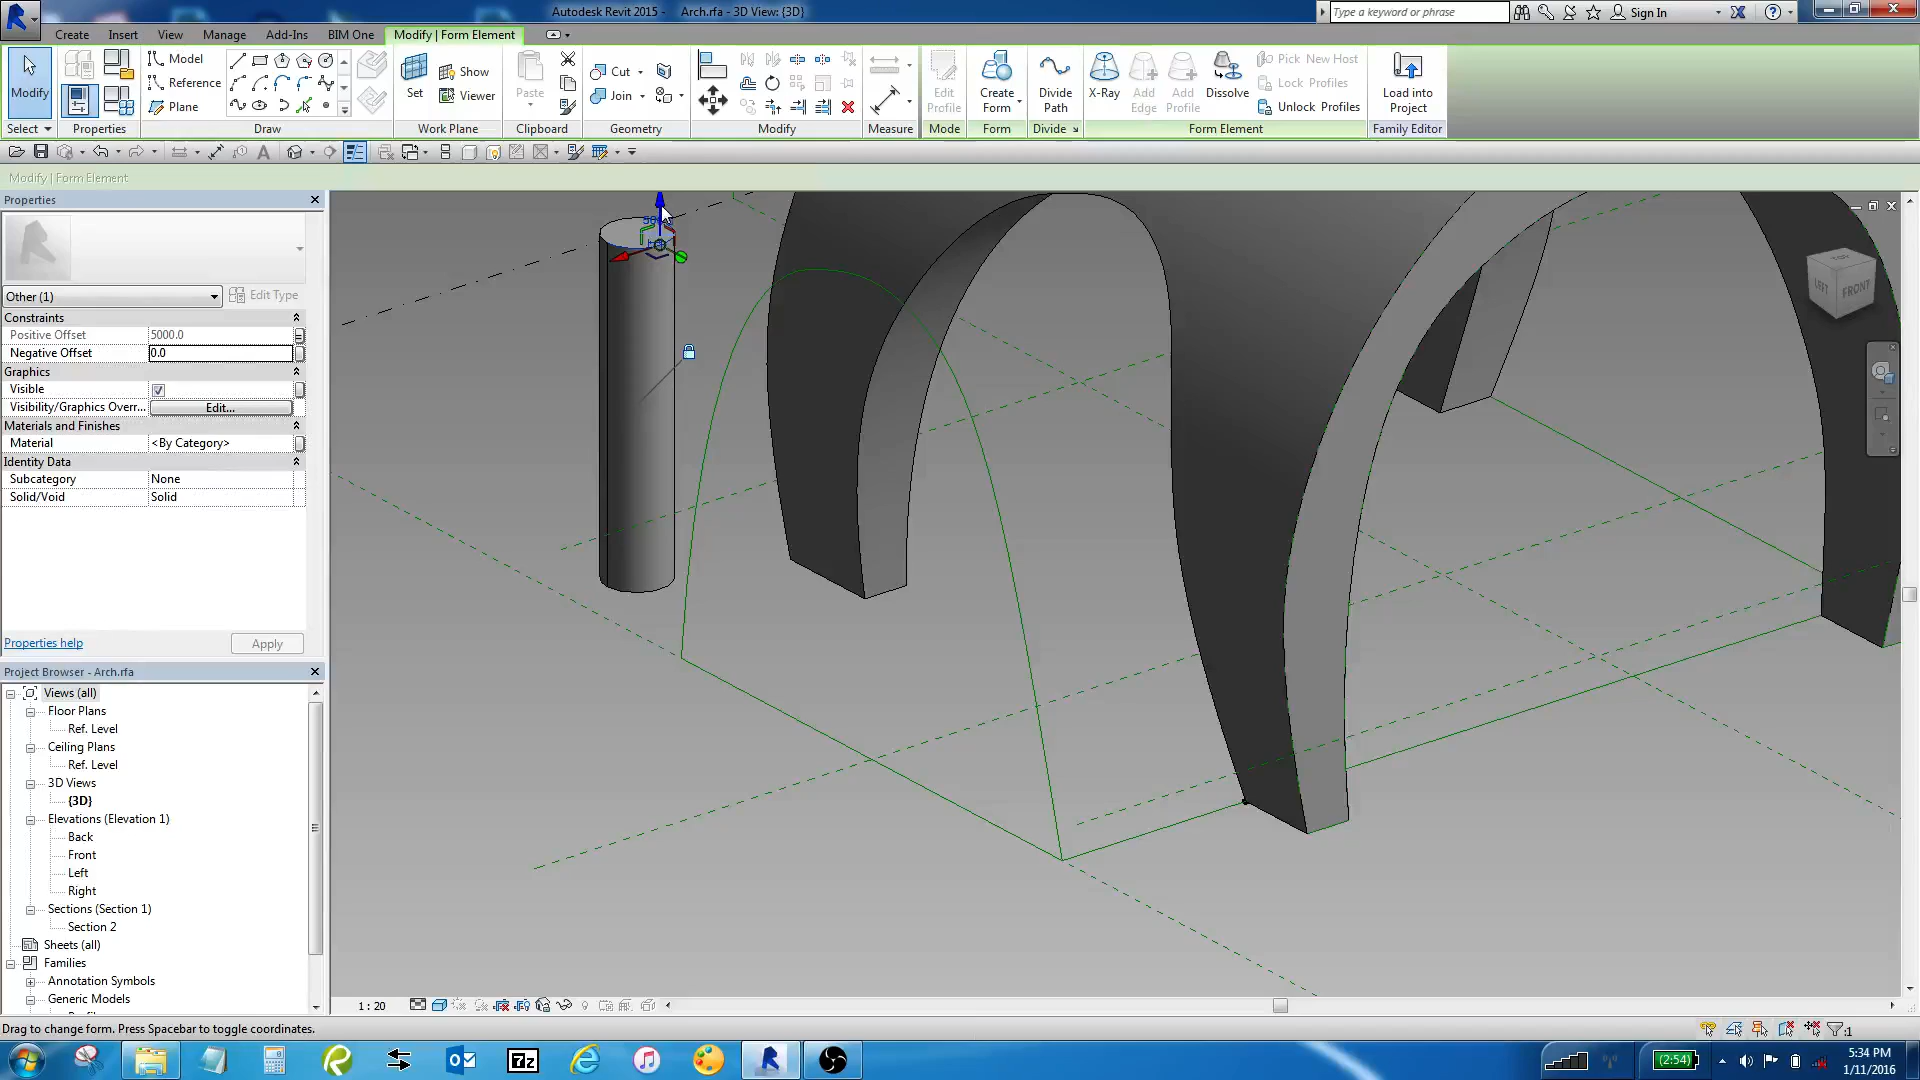 Autodesk Revit 2015 - Arch.rfa - 3D View: {3D}
Type a keyword or phrase
Sign In
Create Insert View Manage Add-Ins BIM One Modify | Form Element
Modify
Select
Properties
Model
Reference
Plane
Draw
Set
Show
Viewer
Work Plane
Paste
Clipboard
Cut
Join
Geometry
Modify
Measure
Edit Profile
Mode
Create Form
Form
Divide Path
Divide
X-Ray
Add Edge
Add Profile
Dissolve
Pick New Host
Lock Profiles
Unlock Profiles
Form Element
Load into Project
Family Editor
Modify | Form Element
Properties
Other (1)
Edit Type
Constraints
Positive Offset 5000.0
Negative Offset 0.0
Graphics
Visible
Visibility/Graphics Overr... Edit...
Materials and Finishes
Material <By Category>
Identity Data
Subcategory None
Solid/Void Solid
Properties help
Apply
Project Browser - Arch.rfa
Views (all)
Floor Plans
Ref. Level
Ceiling Plans
Ref. Level
3D Views
{3D}
Elevations (Elevation 1)
Back
Front
Left
Right
Sections (Section 1)
Section 2
Sheets (all)
Families
Annotation Symbols
Generic Models
TOP
LEFT
FRONT
1 : 20
Drag to change form. Press Spacebar to toggle coordinates.
:1
7z
(2:54)
5:34 PM
1/11/2016